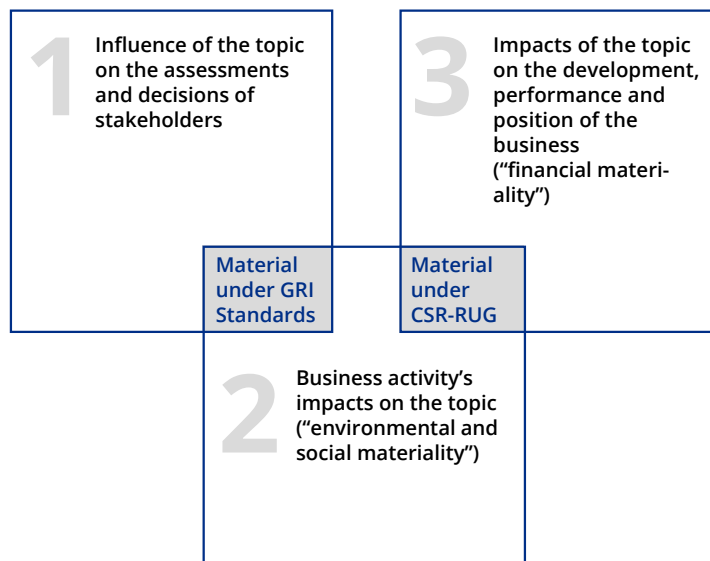 1
Influence of the topic
on the assessments
and decisions of
stakeholders
3
Impacts of the topic
on the development,
performance and
position of the
business
(“financial materi-
ality”)
Material
under GRI
Standards
Material
under
CSR-RUG
2
Business activity’s
impacts on the topic
(“environmental and
social materiality”)